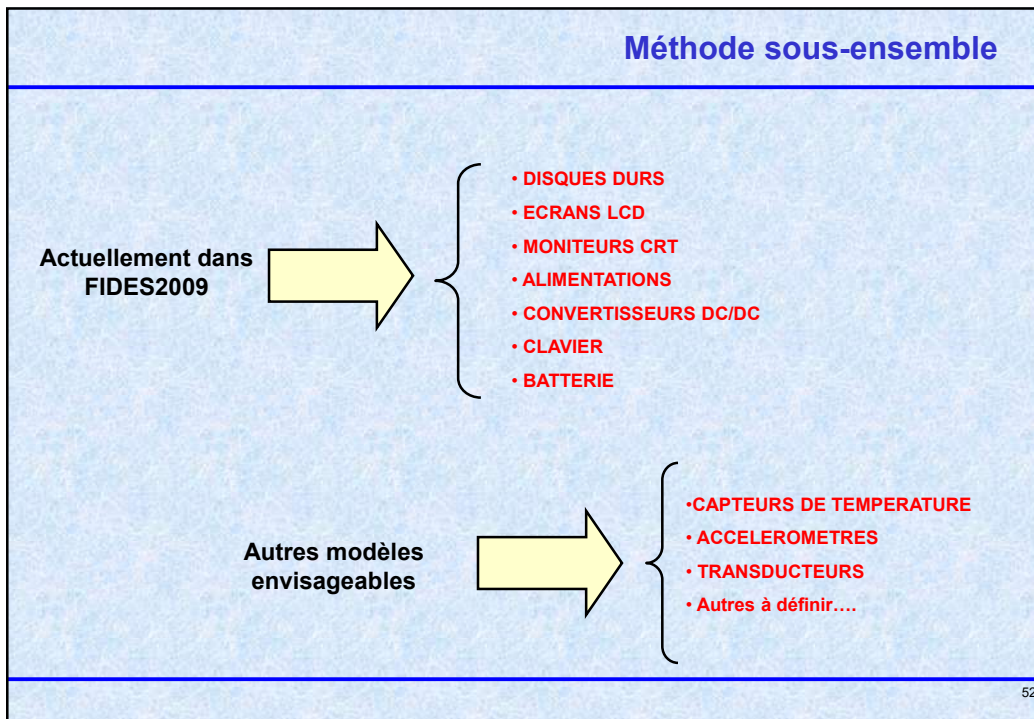 Méthode sous-ensemble
Actuellement dans
FIDES2009
• DISQUES DURS
• ECRANS LCD
• MONITEURS CRT
• ALIMENTATIONS
• CONVERTISSEURS DC/DC
• CLAVIER
• BATTERIE
Autres modèles
envisageables
•CAPTEURS DE TEMPERATURE
• ACCELEROMETRES
• TRANSDUCTEURS
• Autres à définir….
52